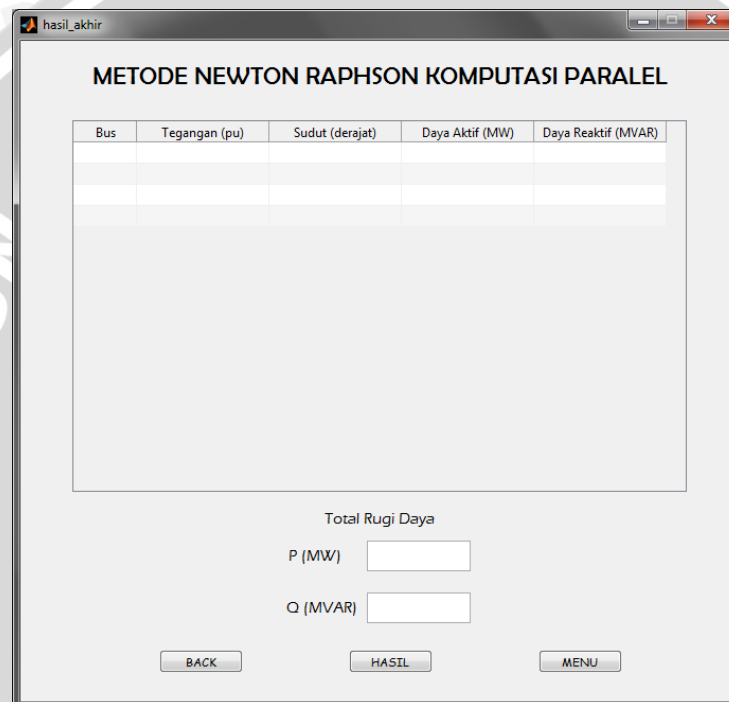 hasil_akhir
METODE NEWTON RAPHSON KOMPUTASI PARALEL
Bus Tegangan (pu) Sudut (derajat) Daya Aktif (MW) Daya Reaktif (MVAR)
Total Rugi Daya
P (MW)
Q (MVAR)
BACK HASIL MENU